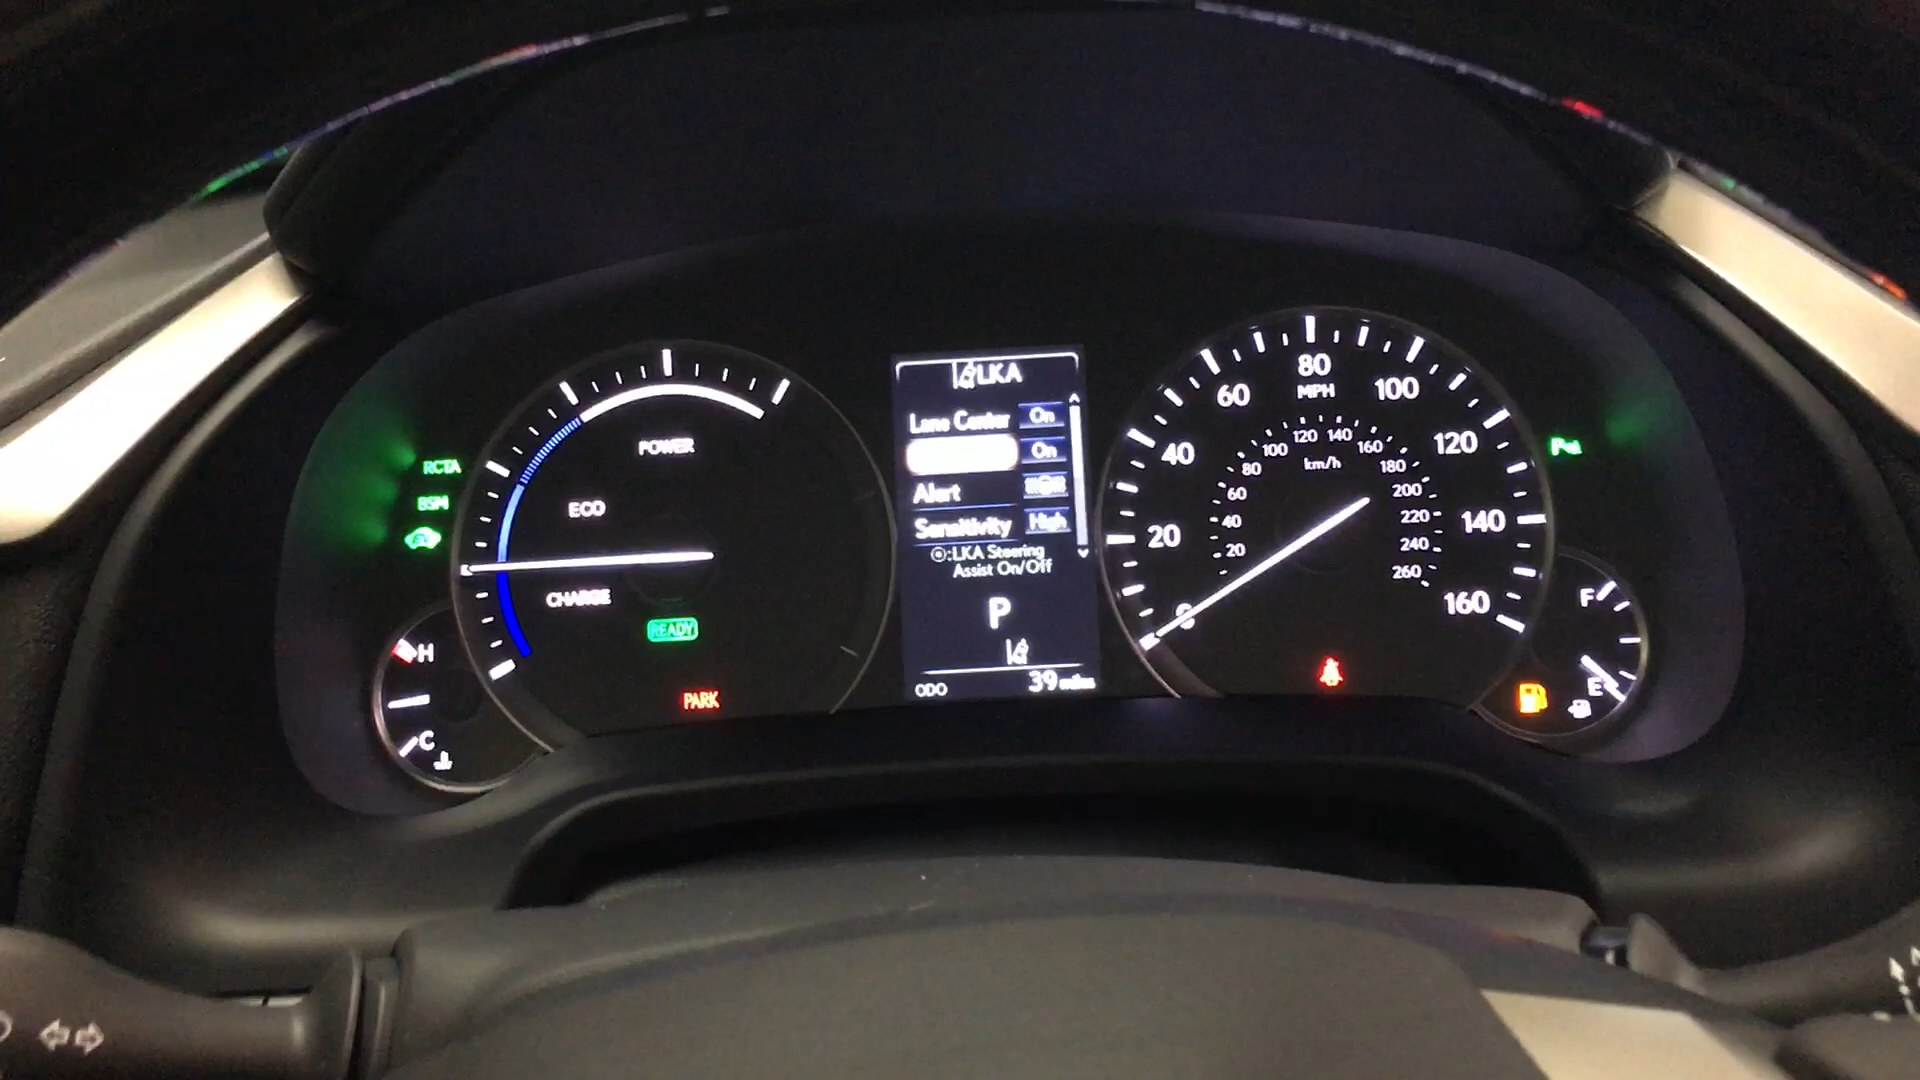 RCTA
BSM
POWER
ECO
CHARGE
READY
PARK
H
C
LKA
Lane Center On
On
Alert
Sensitivity High
:LKA Steering
Assist On/Off
P
ODO 39 miles
0
20
40
60
80
100
120
140
160
MPH
20
40
60
80
100
120
140
160
180
200
220
240
260
km/h
F
E